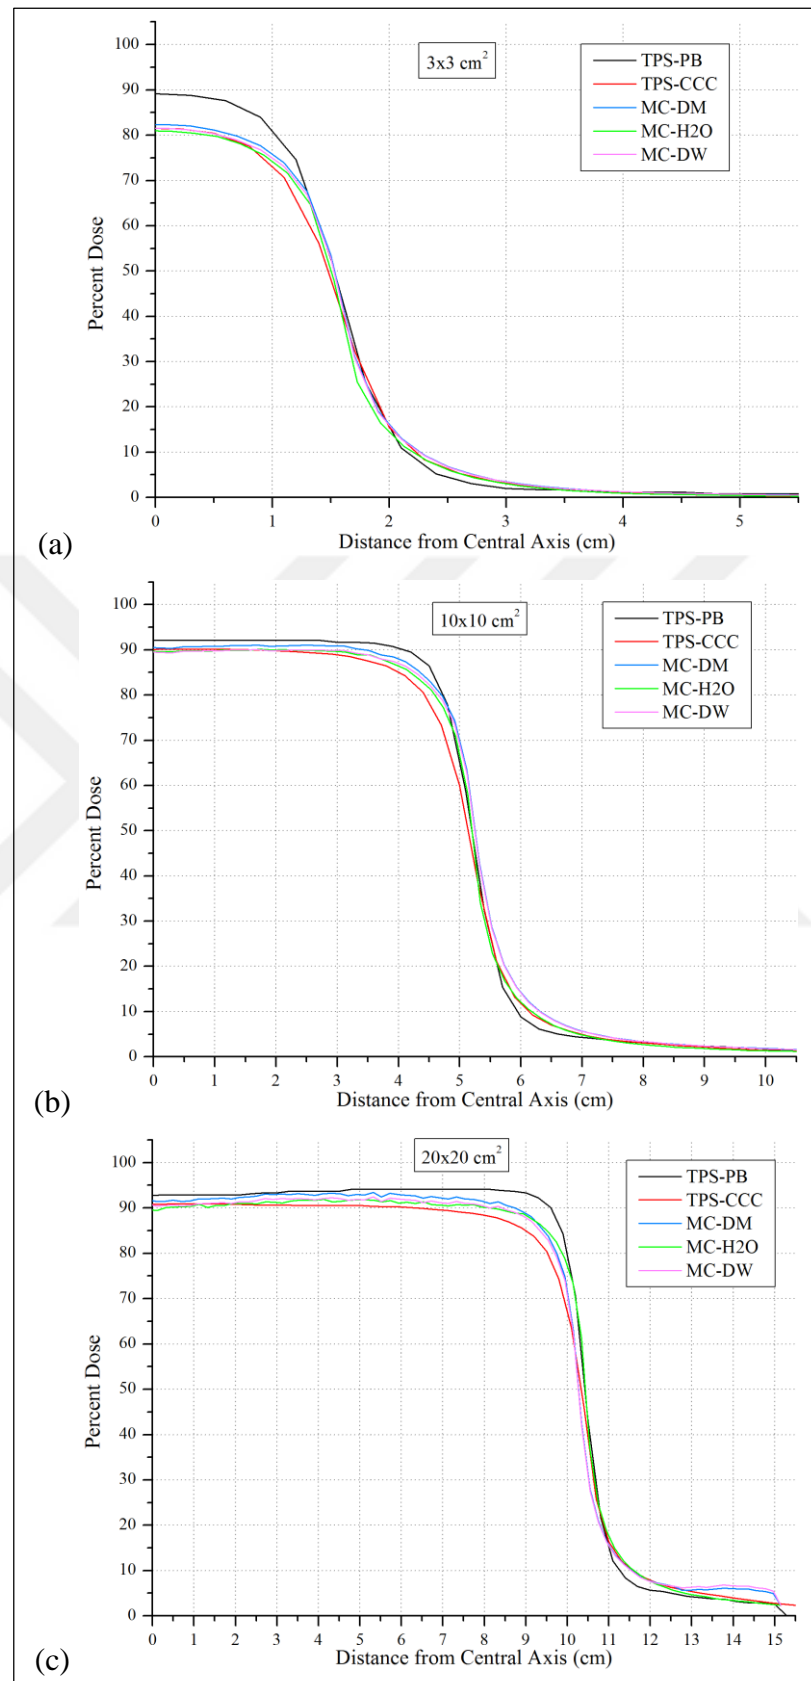 100
3x3 cm²
TPS-PB
90
TPS-CCC
MC-DM
80
MC-H2O
MC-DW
70
60
Percent Dose
50
40
30
20
10
0
0 1 2 3 4 5
(a)
Distance from Central Axis (cm)
100
10x10 cm²
TPS-PB
TPS-CCC
90
MC-DM
MC-H2O
80
MC-DW
70
60
Percent Dose
50
40
30
20
10
0
0 1 2 3 4 5 6 7 8 9 10
(b)
Distance from Central Axis (cm)
100
20x20 cm²
TPS-PB
TPS-CCC
90
MC-DM
MC-H2O
80
MC-DW
70
60
Percent Dose
50
40
30
20
10
0
0 1 2 3 4 5 6 7 8 9 10 11 12 13 14 15
(c)
Distance from Central Axis (cm)